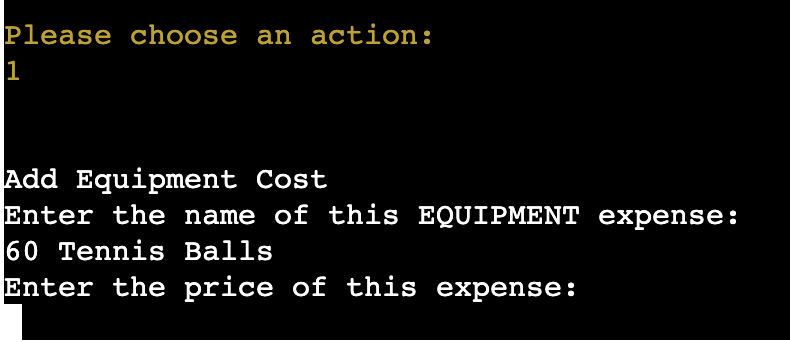 Please choose an action:
1
Add Equipment Cost
Enter the name of this EQUIPMENT expense:
60 Tennis Balls
Enter the price of this expense: